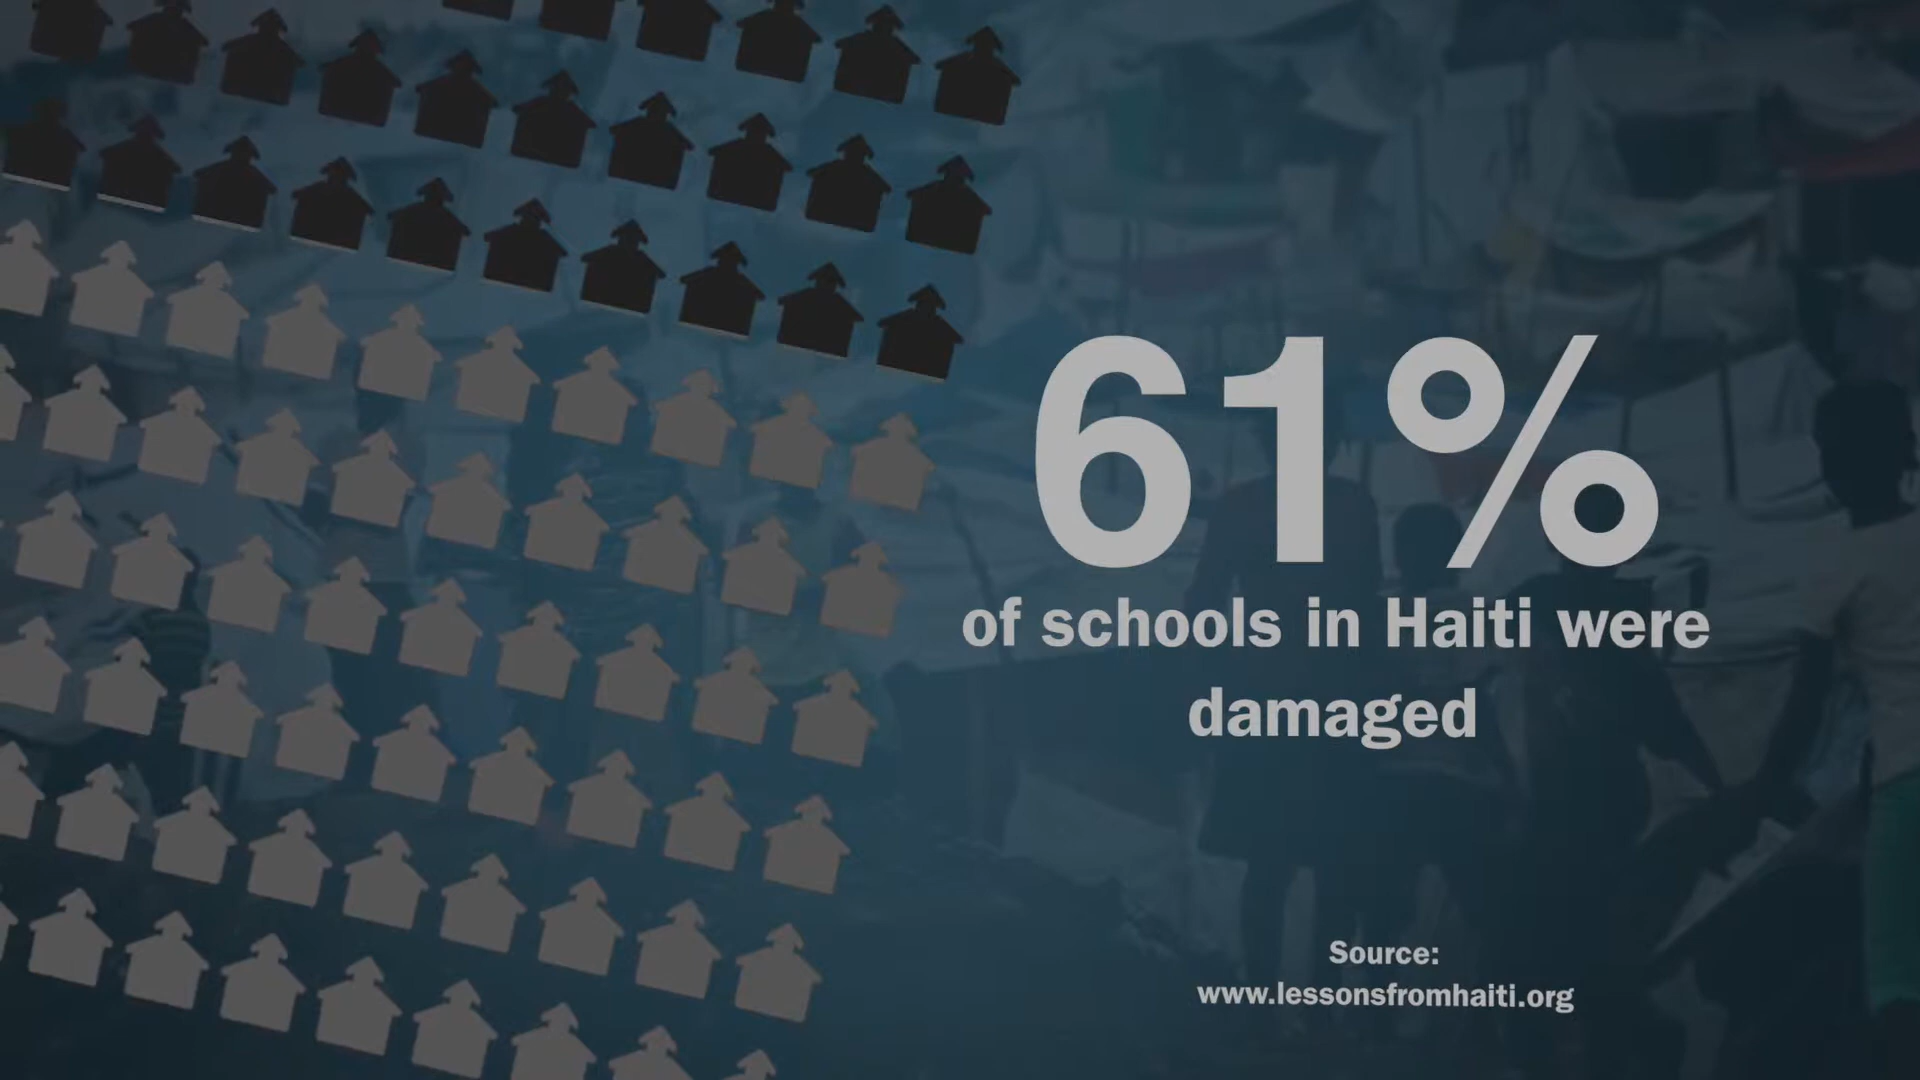 61%
of schools in Haiti were
damaged
Source:
www.lessonsfromhaiti.org